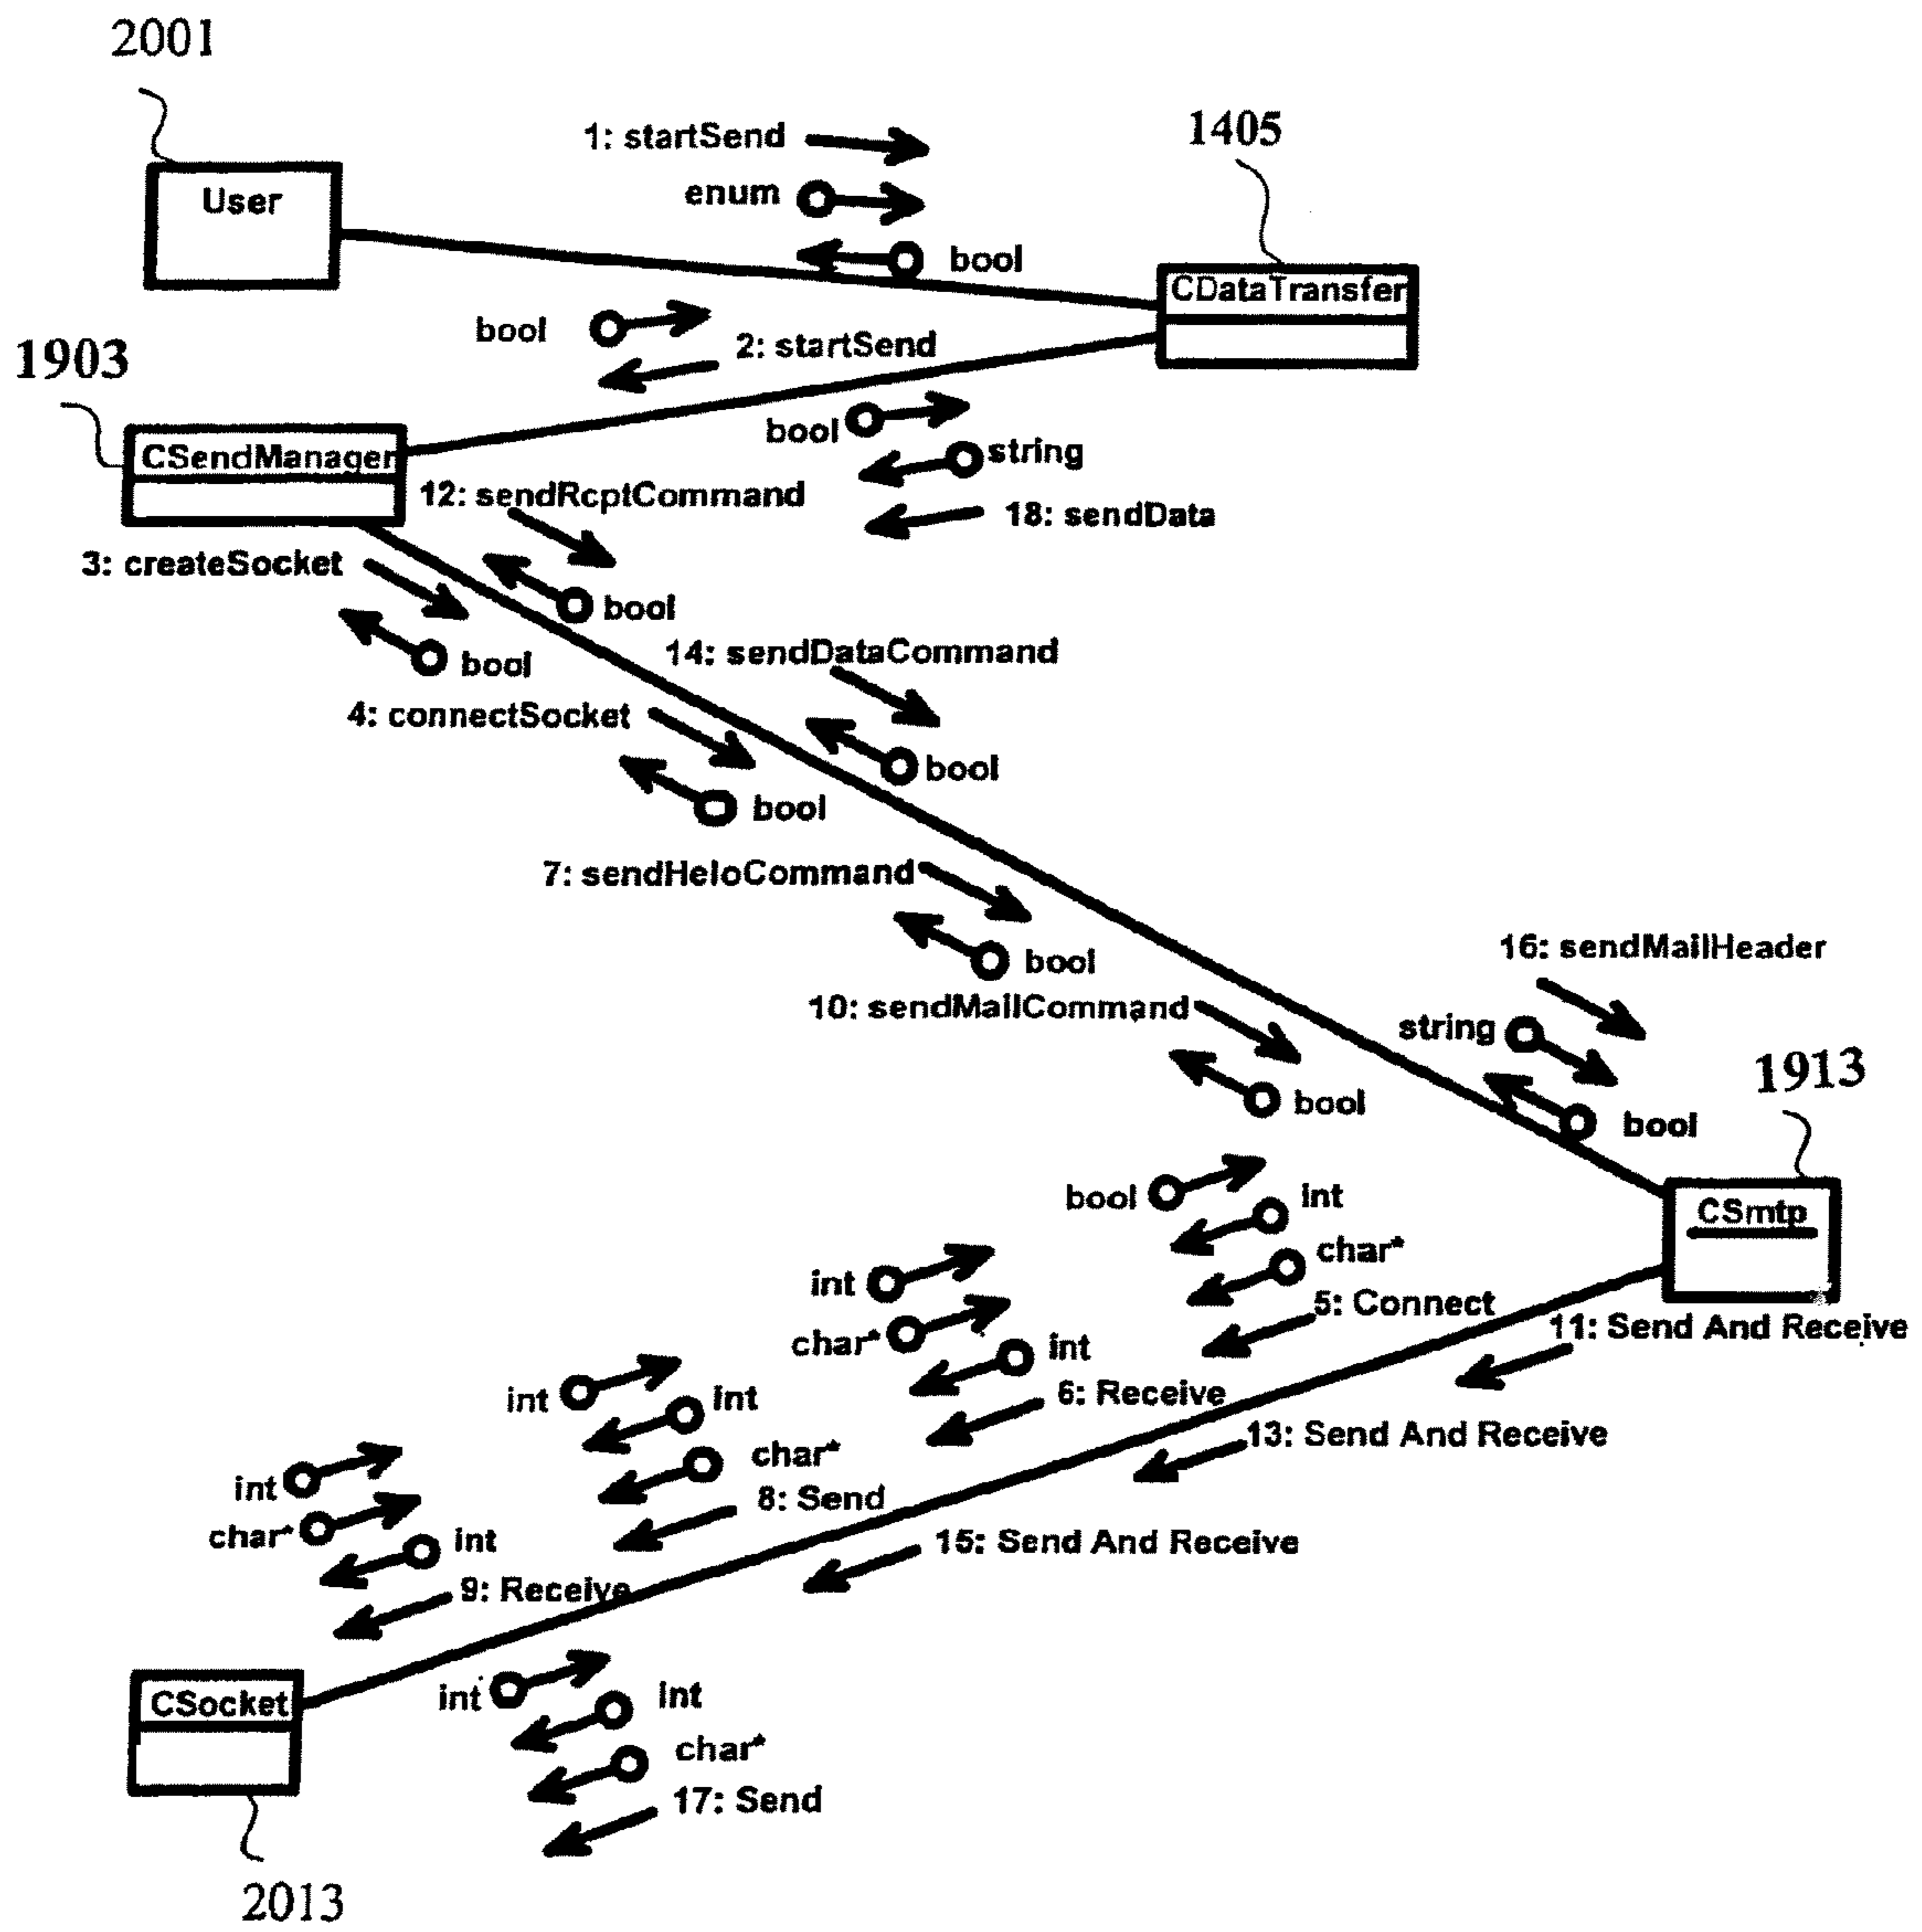 2001
1: startSend
1405
enum
User
bool
CDataTransfer
bool
2: startSend
1903
bool
string
CSendManager
12: sendRcptCommand
18: sendData
3: createSocket
bool
bool
14: sendDataCommand
4: connectSocket
bool
bool
7: sendHeloCommand
16: sendMailHeader
bool
10: sendMailCommand
string
1913
bool
bool
bool
int
CSmtp
char*
int
5: Connect
11: Send And Receive
char*
int
int
int
6: Receive
13: Send And Receive
char*
int
8: Send
char*
int
15: Send And Receive
9: Receive
CSocket
int
int
char*
17: Send
2013